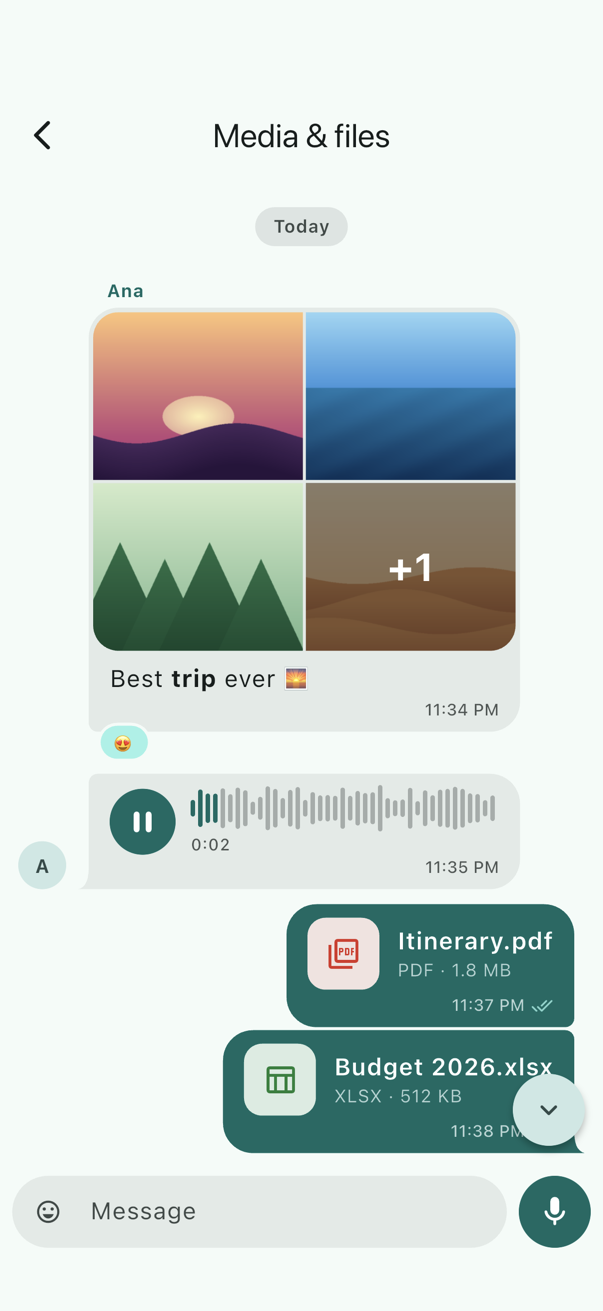 Media & files
Today
Ana
+1
Best trip ever 🌅
11:34 PM
😍
0:02
11:35 PM
A
PDF
Itinerary.pdf
PDF · 1.8 MB
11:37 PM
Budget 2026.xlsx
XLSX · 512 KB
11:38 PM
Message